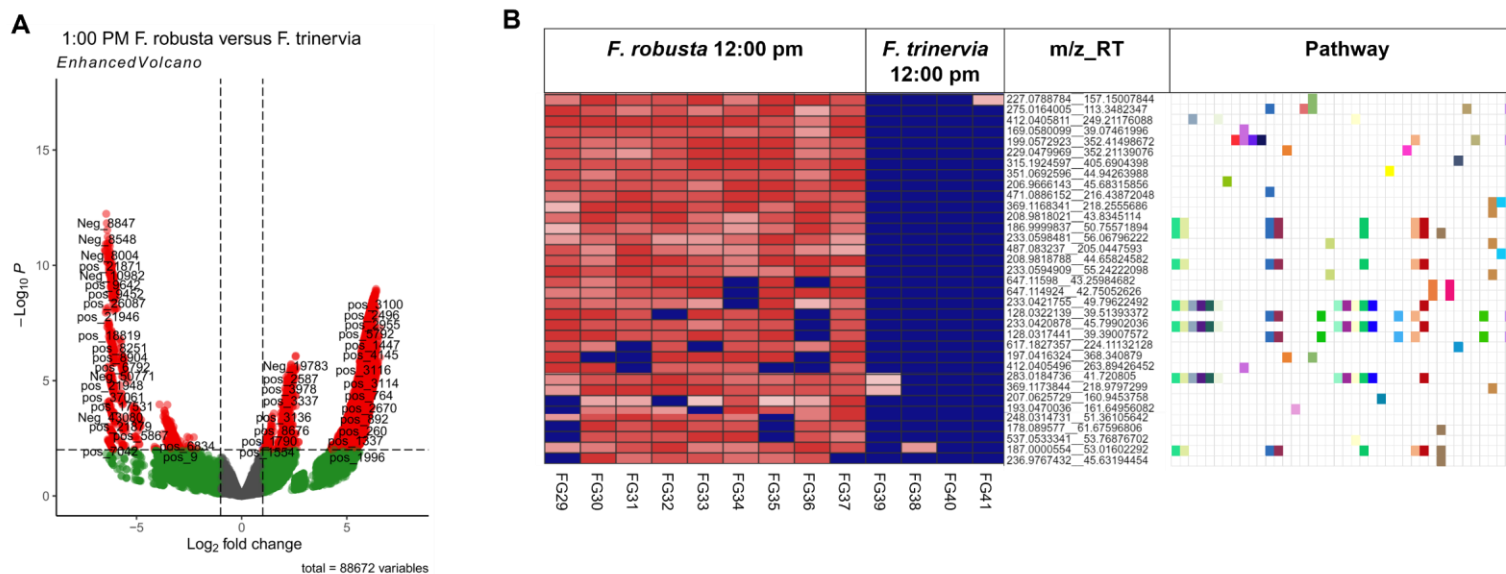 A
1:00 PM F. robusta versus F. trinervia
EnhancedVolcano
−Log10 P
15
10
5
0
Neg_8847
Neg_8548
Neg_8004
pos_21871
Neg_10982
pos_9642
pos_9452
pos_26087
pos_21946
pos_18819
pos_8251
pos_8904
pos_21948
pos_37061
Neg_43080
pos_21879
pos_5867
pos_7042
pos_6834
pos_9
Neg_19783
pos_2587
pos_3978
pos_3337
pos_3136
pos_8676
pos_1790
pos_1554
pos_3100
pos_2496
pos_2955
pos_1447
pos_4145
pos_3116
pos_3114
pos_764
pos_2670
pos_892
pos_260
pos_1337
pos_1996
−5
0
5
Log2 fold change
total = 88672 variables
B
F. robusta 12:00 pm
F. trinervia
12:00 pm
m/z_RT
Pathway
227.0788784__157.15007844
275.0164005__113.3482347
412.0405811__249.21176088
169.0580099__39.07461996
199.0572923__352.41498672
229.0479969__352.21139076
315.1924597__405.6904398
351.0692596__44.94263988
206.9666143__45.68315856
471.0886152__216.43872048
369.1168341__218.2555686
208.9818021__43.8345114
186.9999837__50.75571894
233.0598481__56.06796222
487.083237__205.0447593
208.9818788__44.65824582
233.0594909__55.24222098
647.11598__43.25984682
647.114924__42.75052626
233.0421755__49.79622492
128.0322139__39.51393372
233.0420878__45.79902036
128.0317441__39.39007572
617.1827357__224.11132128
197.0416324__368.340879
412.0405496__263.89426452
283.0184736__41.720805
369.1173844__218.9797299
207.0625729__160.9453758
193.0470036__161.64956082
248.0314731__51.36105642
178.089577__61.67596806
537.0533341__53.76876702
187.0000554__53.01602292
236.9767432__45.63194454
FG29
FG30
FG31
FG32
FG33
FG34
FG35
FG36
FG37
FG39
FG38
FG40
FG41